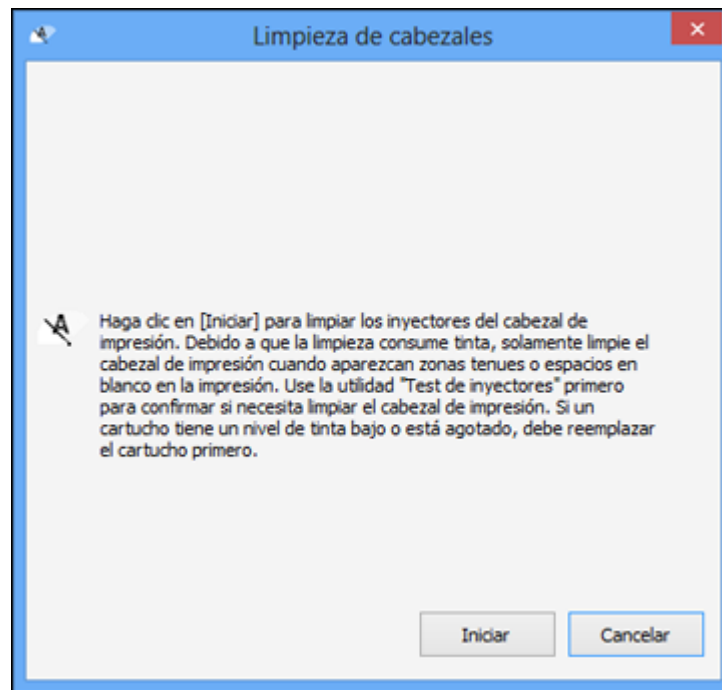 Limpieza de cabezales
Haga clic en [Iniciar] para limpiar los inyectores del cabezal de
impresión. Debido a que la limpieza consume tinta, solamente limpie el
cabezal de impresión cuando aparezcan zonas tenues o espacios en
blanco en la impresión. Use la utilidad "Test de inyectores" primero
para confirmar si necesita limpiar el cabezal de impresión. Si un
cartucho tiene un nivel de tinta bajo o está agotado, debe reemplazar
el cartucho primero.
Iniciar Cancelar